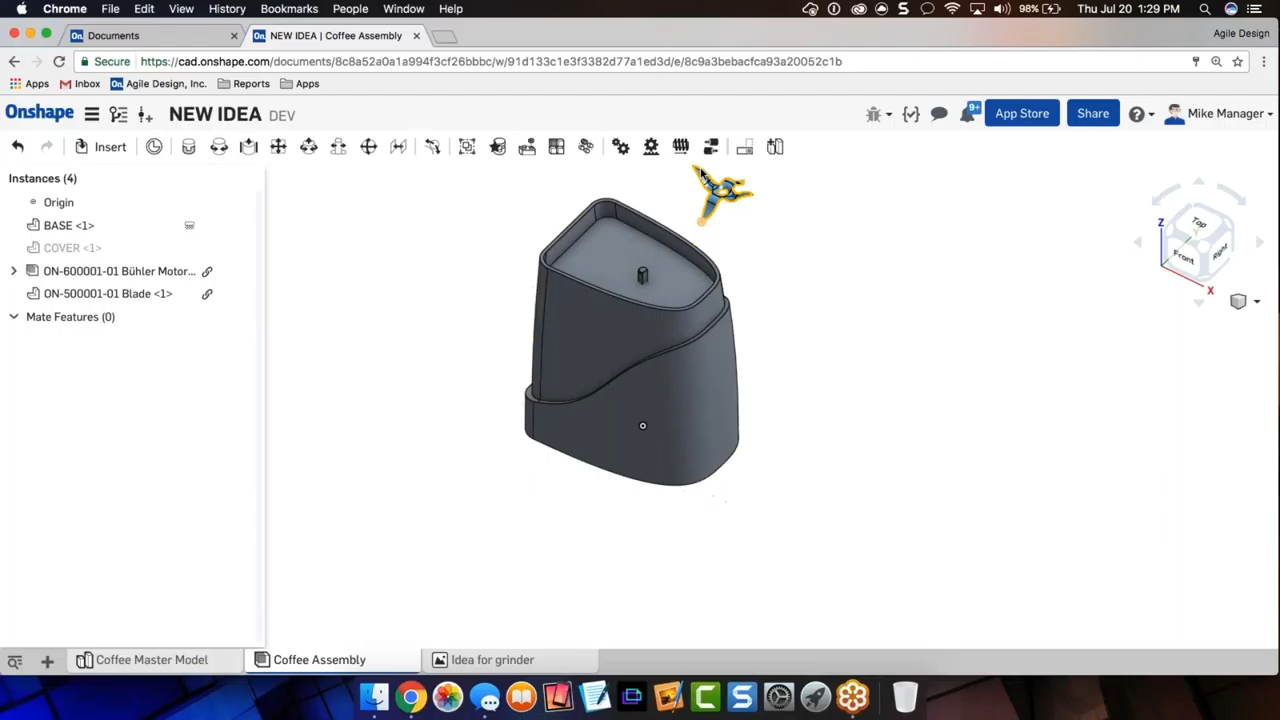 Chrome File Edit View History Bookmarks People Window Help 98% Thu Jul 20 1:29 PM
Documents NEW IDEA | Coffee Assembly Agile Design
Secure https://cad.onshape.com/documents/8c8a52a0a1a994f3cf26bbbc/w/91d133c1e3f3382d77a1ed3d/e/8c9a3bebacfca93a20052c1b
Apps Inbox Agile Design, Inc. Reports Apps
Onshape NEW IDEA DEV 9+ App Store Share Mike Manager
Insert
Instances (4)
Origin
BASE <1>
COVER <1>
ON-600001-01 Bühler Motor...
ON-500001-01 Blade <1>
Mate Features (0)
Top
Front Right
Z
X
Coffee Master Model Coffee Assembly Idea for grinder